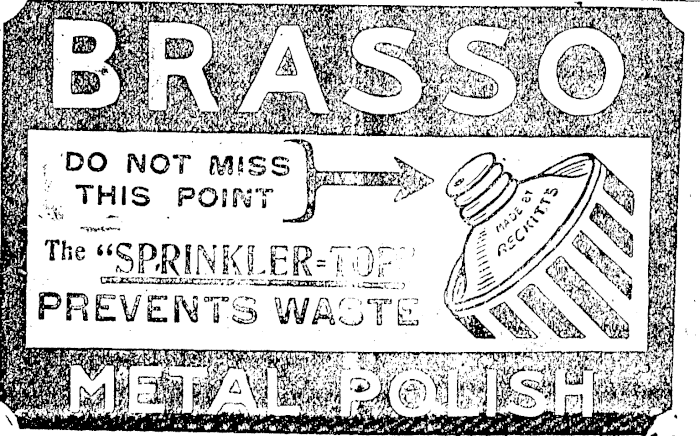 BRASSO
DO NOT MISS
THIS POINT
MADE BY
RECKITTS
The "SPRINKLER=TOP"
PREVENTS WASTE
METAL POLISH